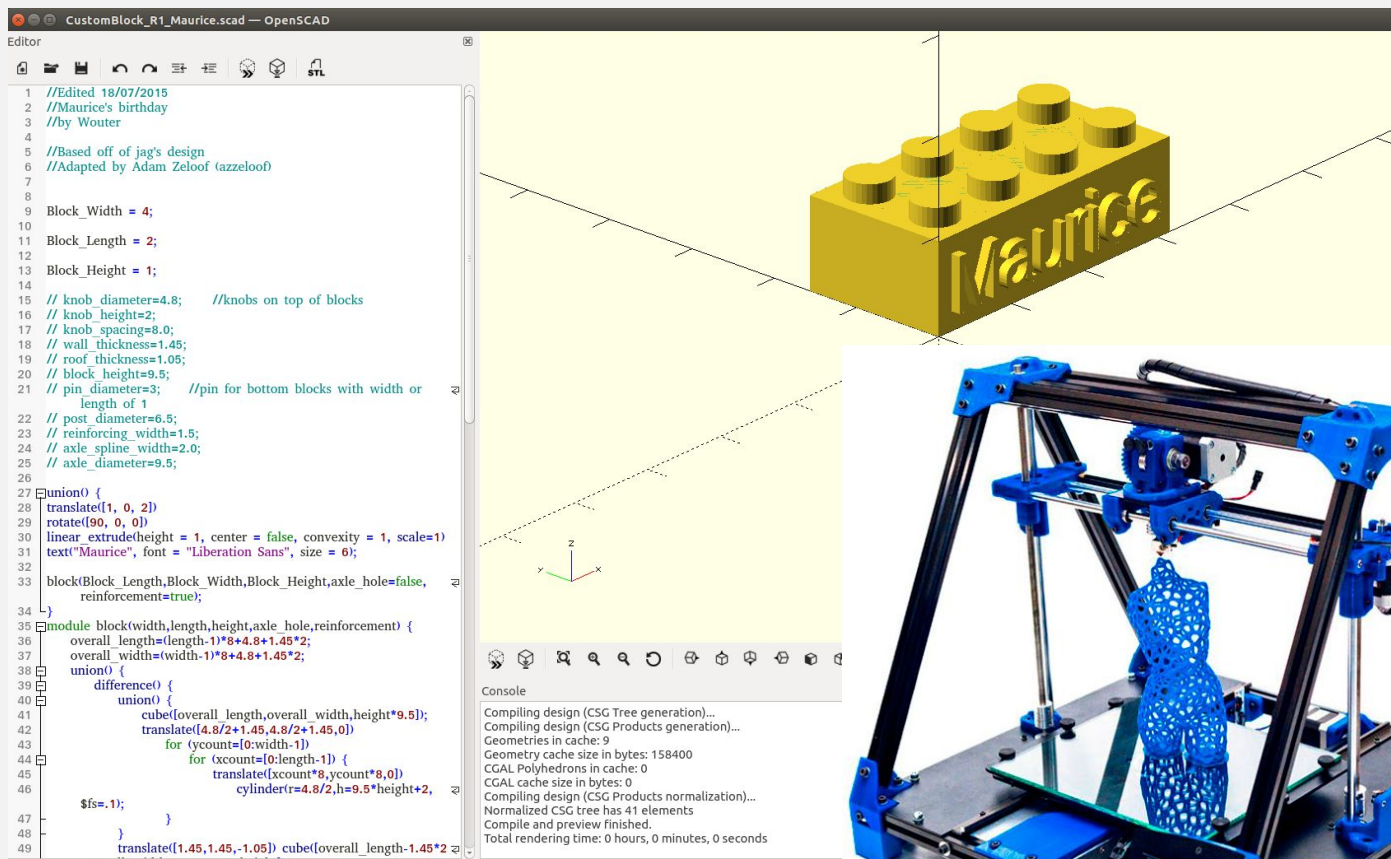 CustomBlock_R1_Maurice.scad — OpenSCAD
Editor
STL
1 //Edited 18/07/2015
2 //Maurice's birthday
3 //by Wouter
4
5 //Based off of jag's design
6 //Adapted by Adam Zeloof (azzeloof)
7
8
9 Block_Width = 4;
10
11 Block_Length = 2;
12
13 Block_Height = 1;
14
15 // knob_diameter=4.8; //knobs on top of blocks
16 // knob_height=2;
17 // knob_spacing=8.0;
18 // wall_thickness=1.45;
19 // roof_thickness=1.05;
20 // block_height=9.5;
21 // pin_diameter=3; //pin for bottom blocks with width or
length of 1
22 // post_diameter=6.5;
23 // reinforcing_width=1.5;
24 // axle_spline_width=2.0;
25 // axle_diameter=9.5;
26
27 union() {
28 translate([1, 0, 2])
29 rotate([90, 0, 0])
30 linear_extrude(height = 1, center = false, convexity = 1, scale=1)
31 text("Maurice", font = "Liberation Sans", size = 6);
32
33 block(Block_Length,Block_Width,Block_Height,axle_hole=false,
reinforcement=true);
34 }
35 module block(width,length,height,axle_hole,reinforcement) {
36 overall_length=(length-1)*8+4.8+1.45*2;
37 overall_width=(width-1)*8+4.8+1.45*2;
38 union() {
39 difference() {
40 union() {
41 cube([overall_length,overall_width,height*9.5]);
42 translate([4.8/2+1.45,4.8/2+1.45,0])
43 for (ycount=[0:width-1])
44 for (xcount=[0:length-1]) {
45 translate([xcount*8,ycount*8,0])
46 cylinder(r=4.8/2,h=9.5*height+2,
$fs=.1);
47 }
48 }
49 translate([1.45,1.45,-1.05]) cube([overall_length-1.45*2
Maurice
z
y
x
Console
Compiling design (CSG Tree generation)...
Compiling design (CSG Products generation)...
Geometries in cache: 9
Geometry cache size in bytes: 158400
CGAL Polyhedrons in cache: 0
CGAL cache size in bytes: 0
Compiling design (CSG Products normalization)...
Normalized CSG tree has 41 elements
Compile and preview finished.
Total rendering time: 0 hours, 0 minutes, 0 seconds